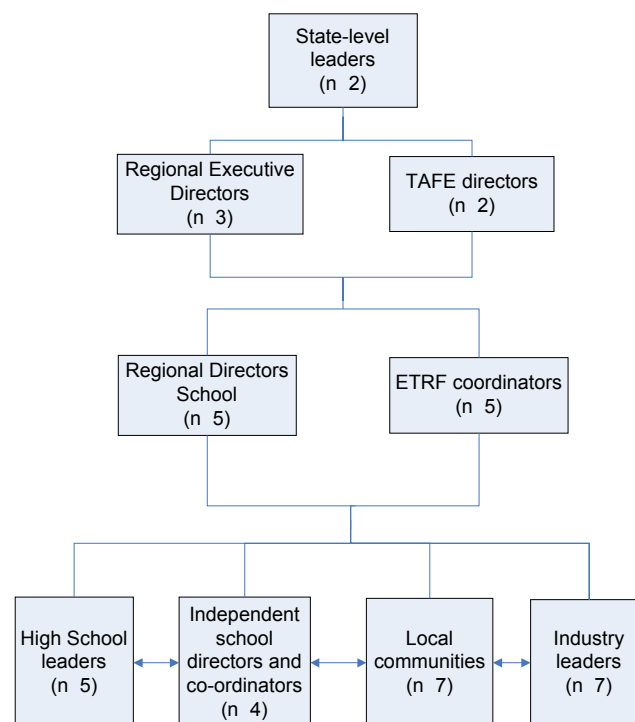 State-level
leaders
(n 2)
Regional Executive
Directors
(n 3)
TAFE directors
(n 2)
Regional Directors
School
(n 5)
ETRF coordinators
(n 5)
High School
leaders
(n 5)
Independent
school
directors and
co-ordinators
(n 4)
Local
communities
(n 7)
Industry
leaders
(n 7)